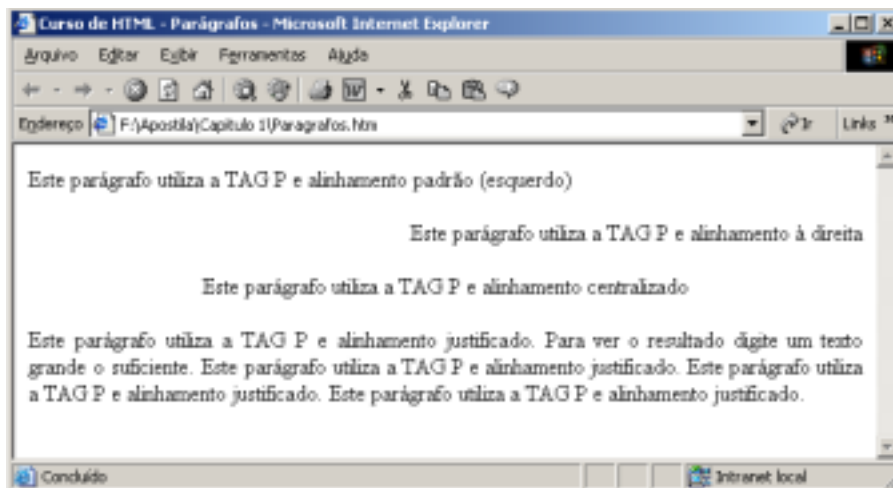 Curso de HTML - Parágrafos - Microsoft Internet Explorer
Arquivo Editar Exibir Ferramentas Ajuda
Endereço F:\Apostila\Capitulo 1\Paragrafos.htm Ir Links »
Este parágrafo utiliza a TAG P e alinhamento padrão (esquerdo)
Este parágrafo utiliza a TAG P e alinhamento à direita
Este parágrafo utiliza a TAG P e alinhamento centralizado
Este parágrafo utiliza a TAG P e alinhamento justificado. Para ver o resultado digite um texto
grande o suficiente. Este parágrafo utiliza a TAG P e alinhamento justificado. Este parágrafo utiliza
a TAG P e alinhamento justificado. Este parágrafo utiliza a TAG P e alinhamento justificado.
Concluído Intranet local